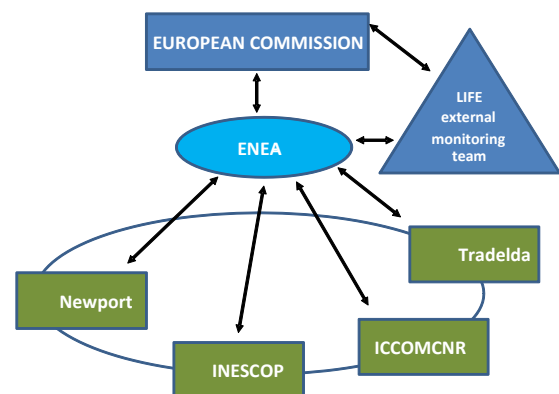 EUROPEAN COMMISSION
LIFE
external
monitoring
team
ENEA
Tradelda
Newport
ICCOMCNR
INESCOP